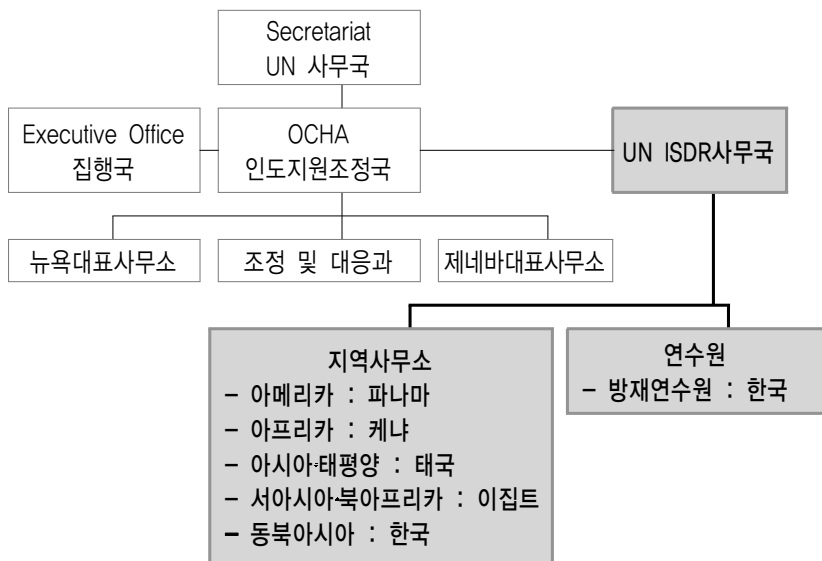 Secretariat
UN 사무국
Executive Office
집행국
OCHA
인도지원조정국
UN ISDR사무국
뉴욕대표사무소
조정 및 대응과
제네바대표사무소
지역사무소
- 아메리카 : 파나마
- 아프리카 : 케냐
- 아시아·태평양 : 태국
- 서아시아·북아프리카 : 이집트
- 동북아시아 : 한국
연수원
- 방재연수원 : 한국